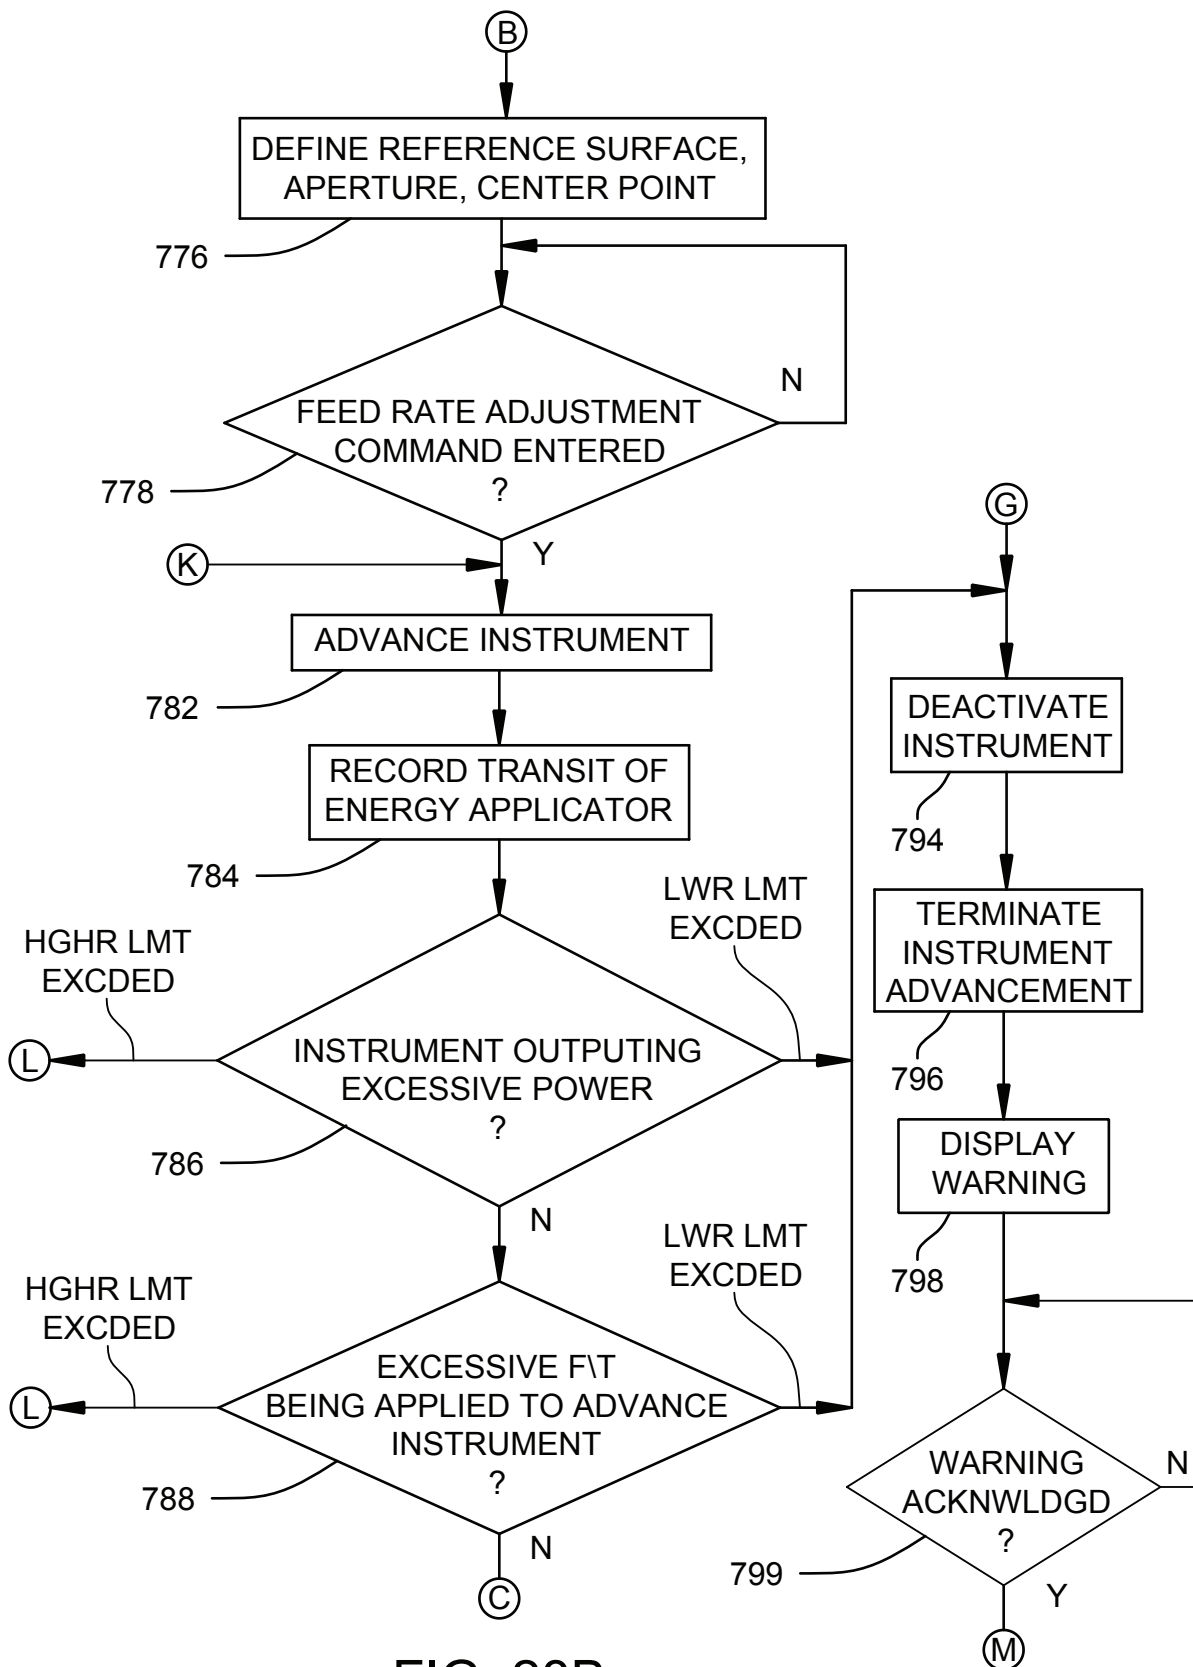 B
DEFINE REFERENCE SURFACE,
APERTURE, CENTER POINT
776
N
FEED RATE ADJUSTMENT
COMMAND ENTERED
?
778
Y
K
ADVANCE INSTRUMENT
782
RECORD TRANSIT OF
ENERGY APPLICATOR
784
HGHR LMT
EXCDED
LWR LMT
EXCDED
L
INSTRUMENT OUTPUTING
EXCESSIVE POWER
?
786
N
HGHR LMT
EXCDED
LWR LMT
EXCDED
L
EXCESSIVE F\T
BEING APPLIED TO ADVANCE
INSTRUMENT
?
788
N
C
G
DEACTIVATE
INSTRUMENT
794
TERMINATE
INSTRUMENT
ADVANCEMENT
796
DISPLAY
WARNING
798
WARNING
ACKNWLDGD
?
N
799
Y
M